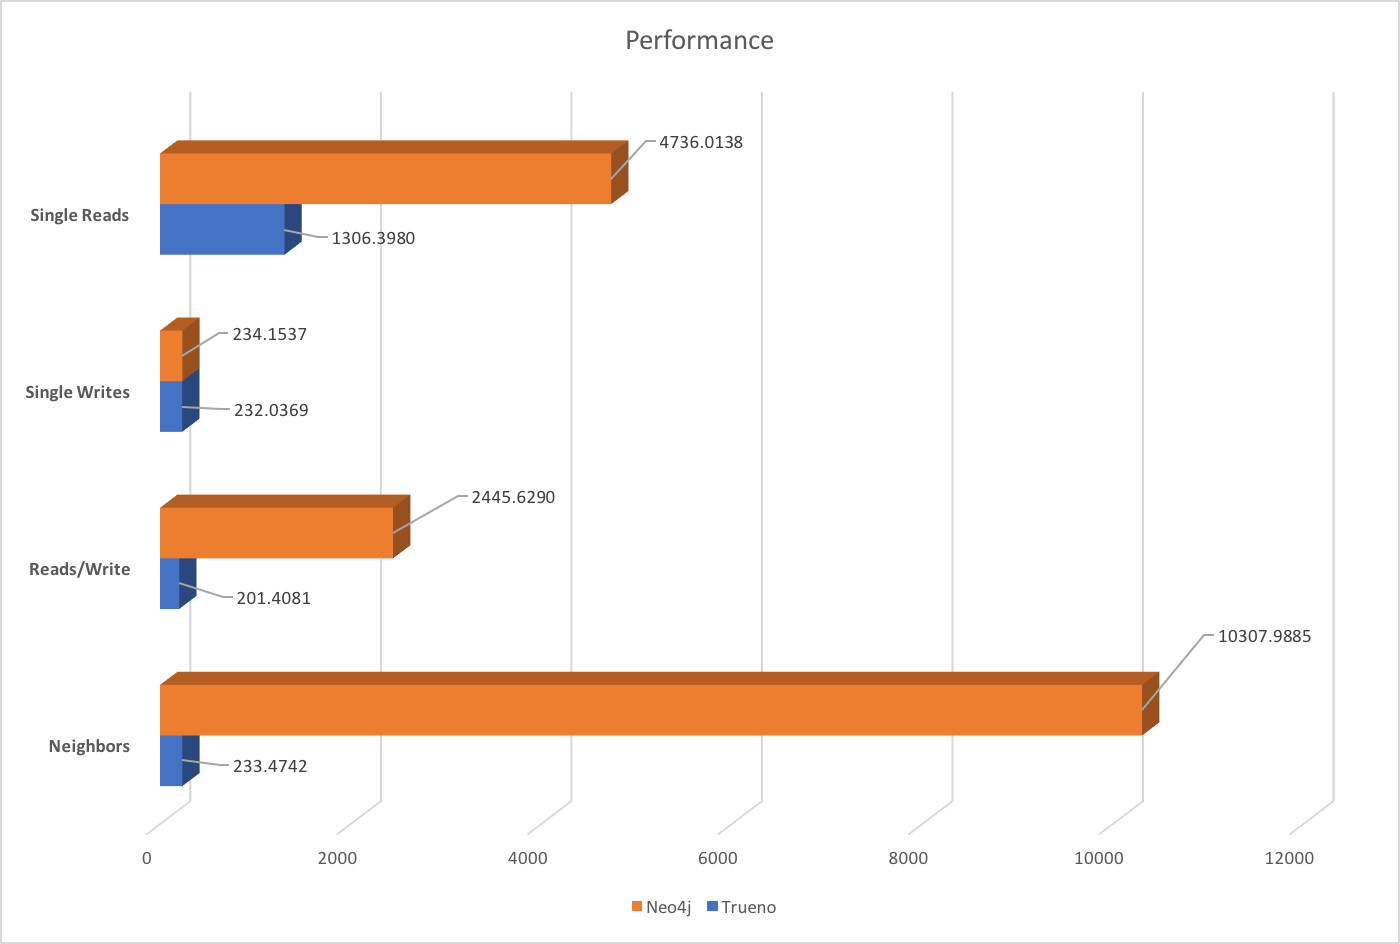 Performance
4736.0138
Single Reads
1306.3980
234.1537
Single Writes
232.0369
2445.6290
Reads/Write
201.4081
10307.9885
Neighbors
233.4742
0 2000 4000 6000 8000 10000 12000
Neo4j Trueno